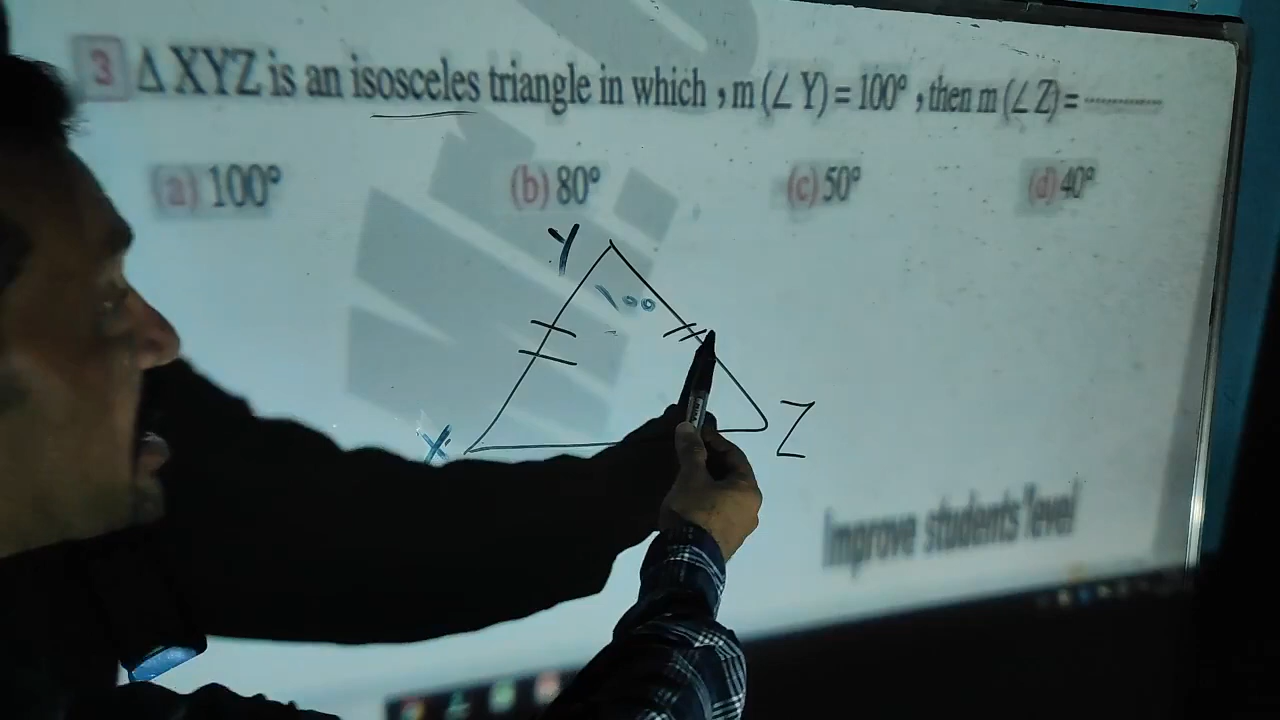 3 Δ XYZ is an isosceles triangle in which , m (∠ Y) = 100° , then m (∠ Z) = ............
(a) 100° (b) 80° (c) 50° (d) 40°
Y
100
X Z
Improve students' level